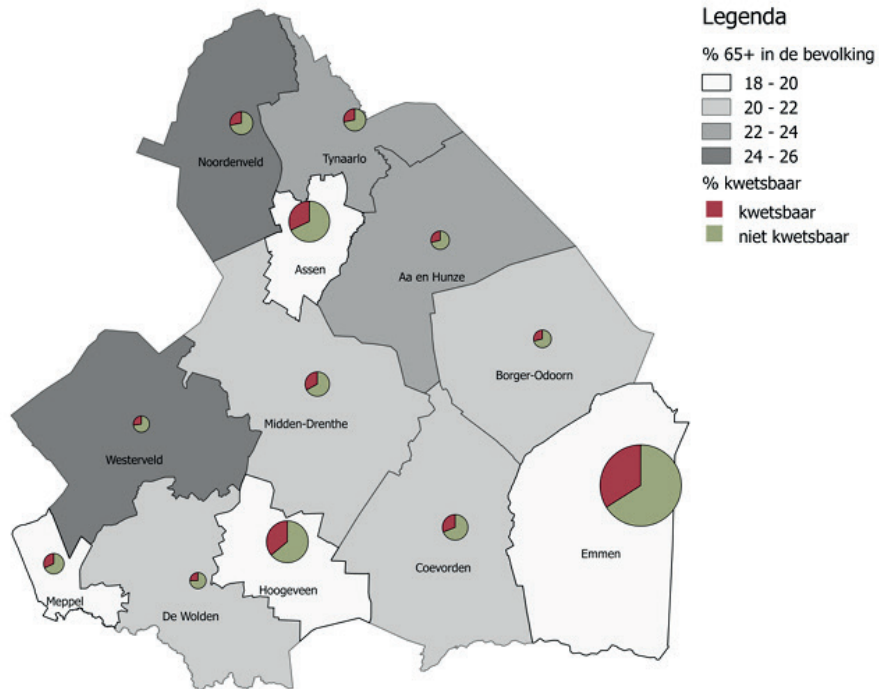 Legenda
% 65+ in de bevolking
18 - 20
20 - 22
22 - 24
24 - 26
% kwetsbaar
kwetsbaar
niet kwetsbaar
Noordenveld
Tynaarlo
Assen
Aa en Hunze
Borger-Odoorn
Midden-Drenthe
Westerveld
Emmen
Coevorden
Hoogeveen
Meppel
De Wolden